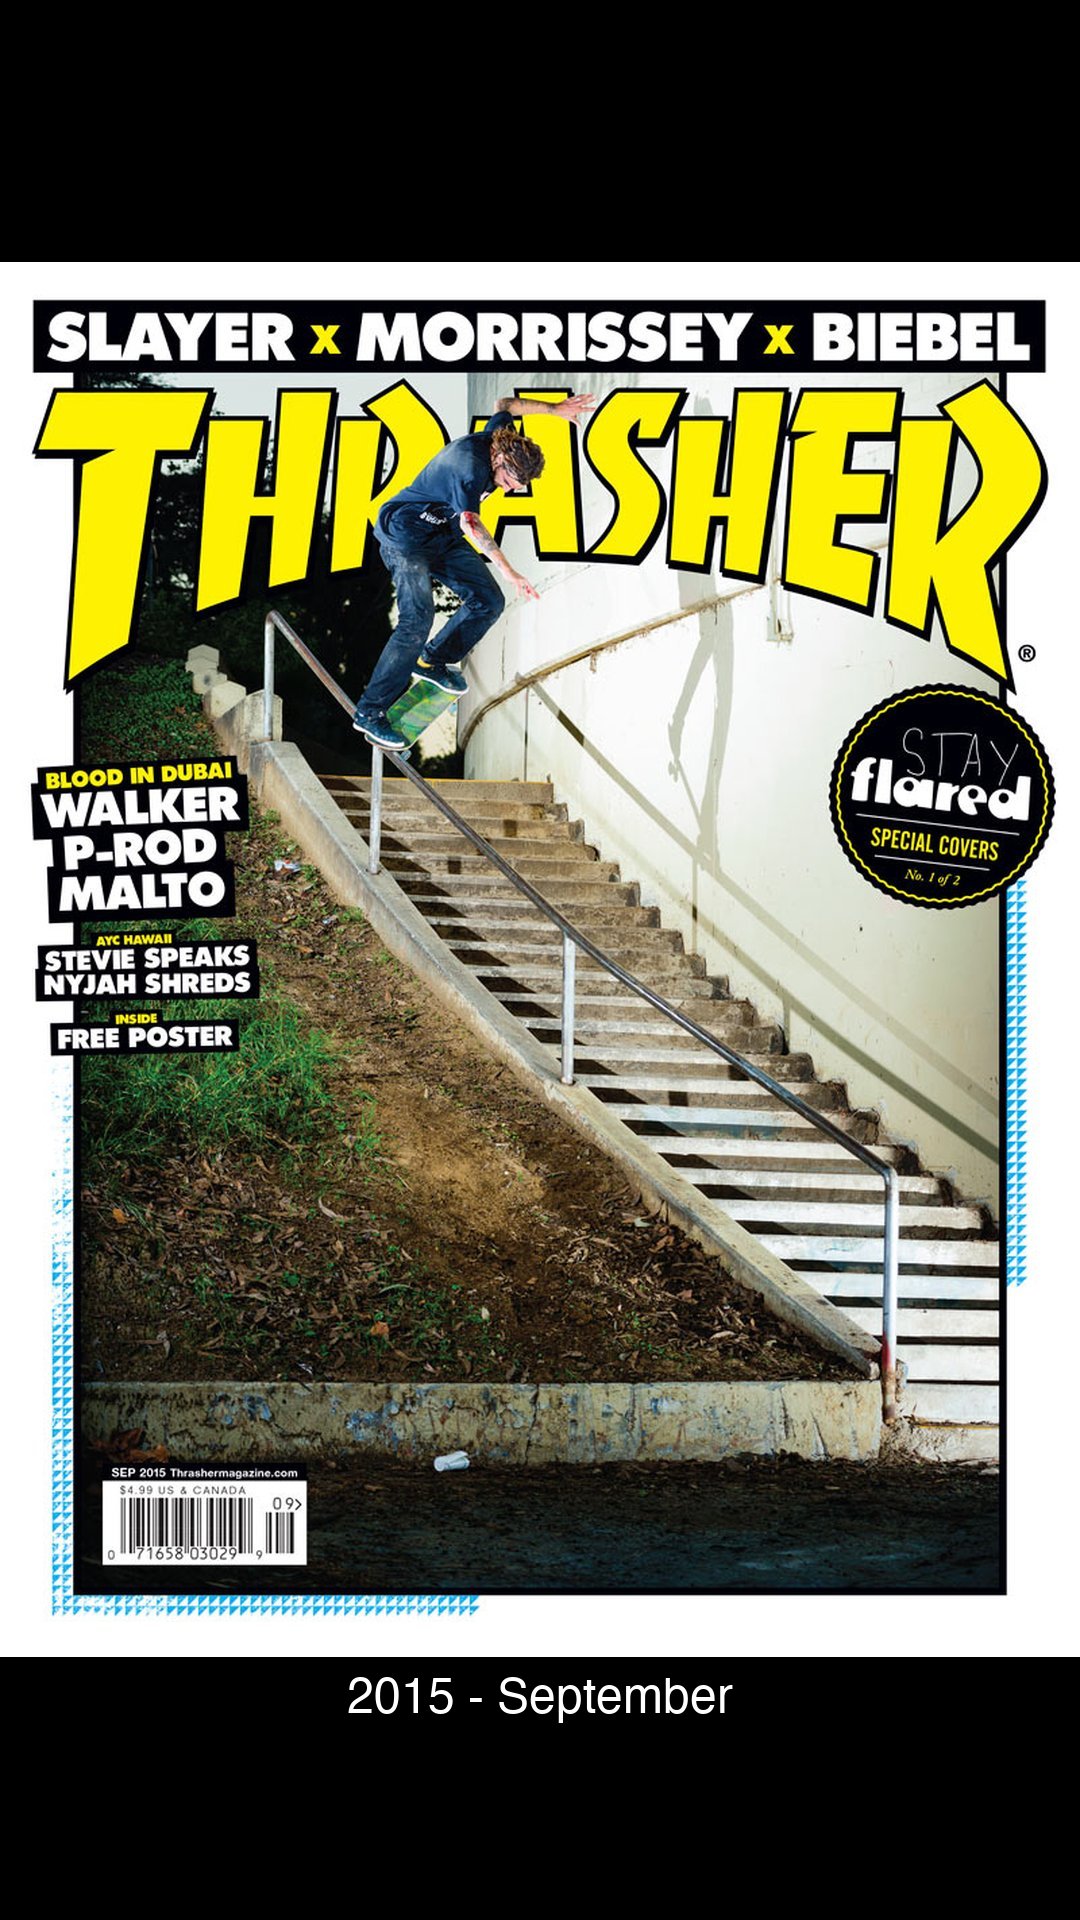 SLAYER x MORRISSEY x BIEBEL
THRASHER®
STAY
flared
SPECIAL COVERS
No. 1 of 2
BLOOD IN DUBAI
WALKER
P-ROD
MALTO
AYC HAWAII
STEVIE SPEAKS
NYJAH SHREDS
INSIDE
FREE POSTER
SEP 2015 Thrashermagazine.com
$4.99 US & CANADA
09>
0 71658 03029 9
2015 - September